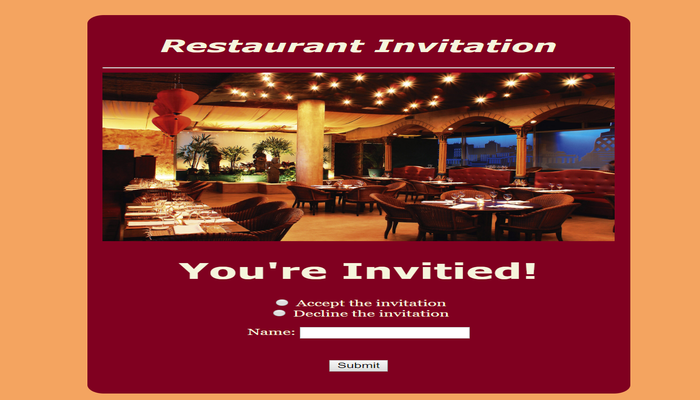 Restaurant Invitation
You're Invitied!
Accept the invitation
Decline the invitation
Name:
Submit